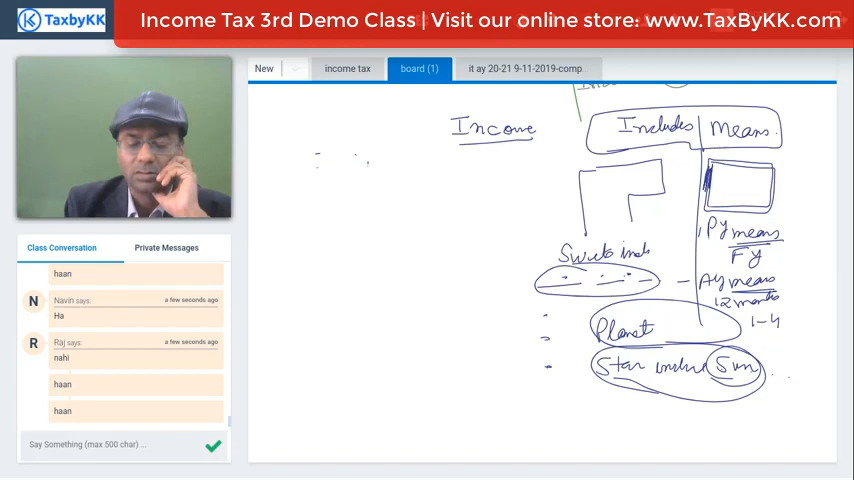 TaxbyKK
Income Tax 3rd Demo Class | Visit our online store: www.TaxByKK.com
New
income tax
board (1)
it ay 20-21 9-11-2019-comp...
Class Conversation
Private Messages
haan
N
Navin says:
a few seconds ago
Ha
R
Raj says:
a few seconds ago
nahi
haan
haan
Say Something (max 500 char) ...
Income
Includes | Means
PY means
FY
AY means
12 months
1-4
Planet
Star
Sun